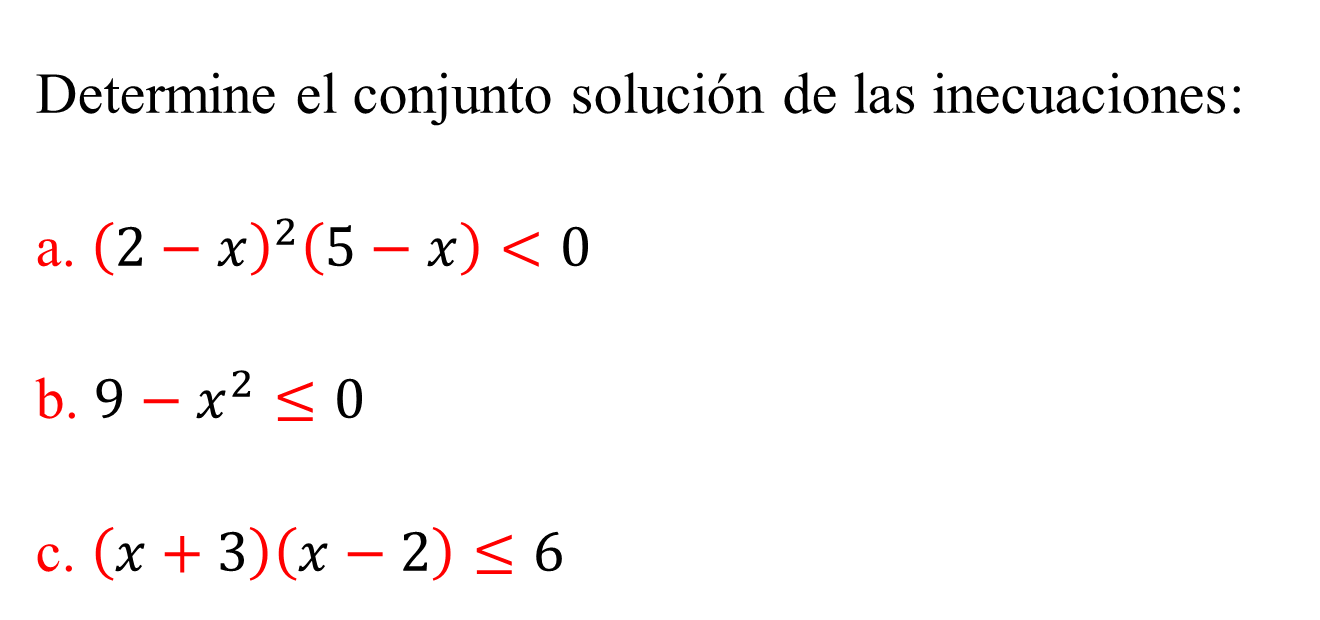 Determine el conjunto solución de las inecuaciones:
a. (2 − x)²(5 − x) < 0
b. 9 − x² ≤ 0
c. (x + 3)(x − 2) ≤ 6